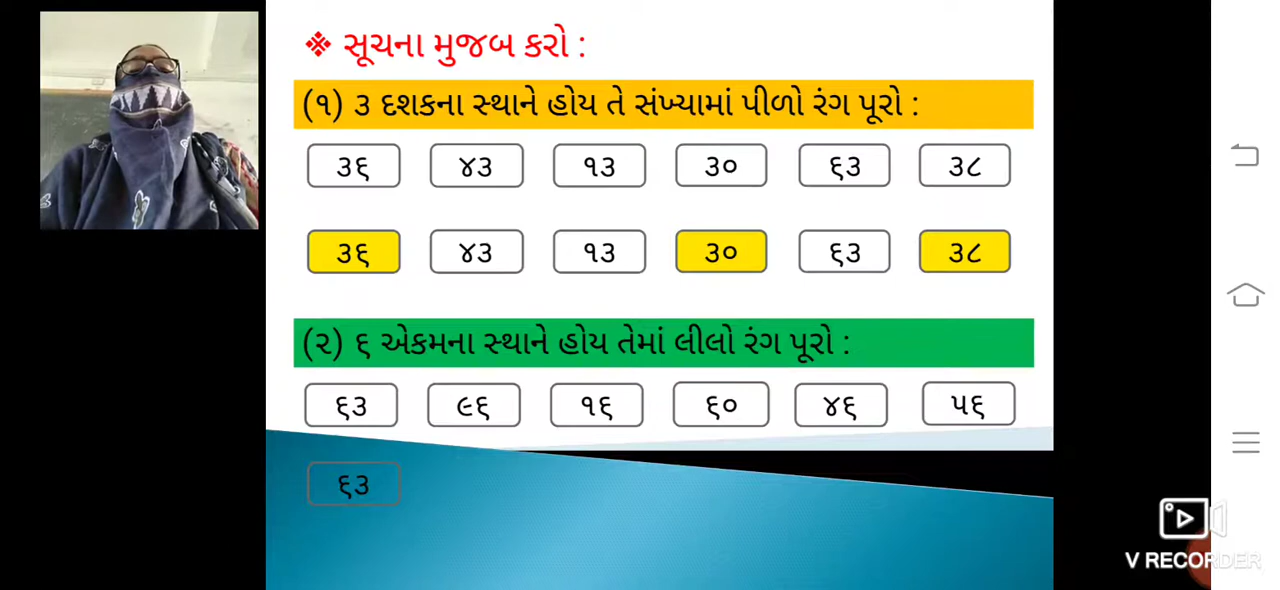 ❖ સૂચના મુજબ કરો :
(૧) ૩ દશકના સ્થાને હોય તે સંખ્યામાં પીળો રંગ પૂરો :
૩૬ ૪૩ ૧૩ ૩૦ ૬૩ ૩૮
૩૬ ૪૩ ૧૩ ૩૦ ૬૩ ૩૮
(૨) ૬ એકમના સ્થાને હોય તેમાં લીલો રંગ પૂરો :
૬૩ ૯૬ ૧૬ ૬૦ ૪૬ ૫૬
૬૩
V RECORDER